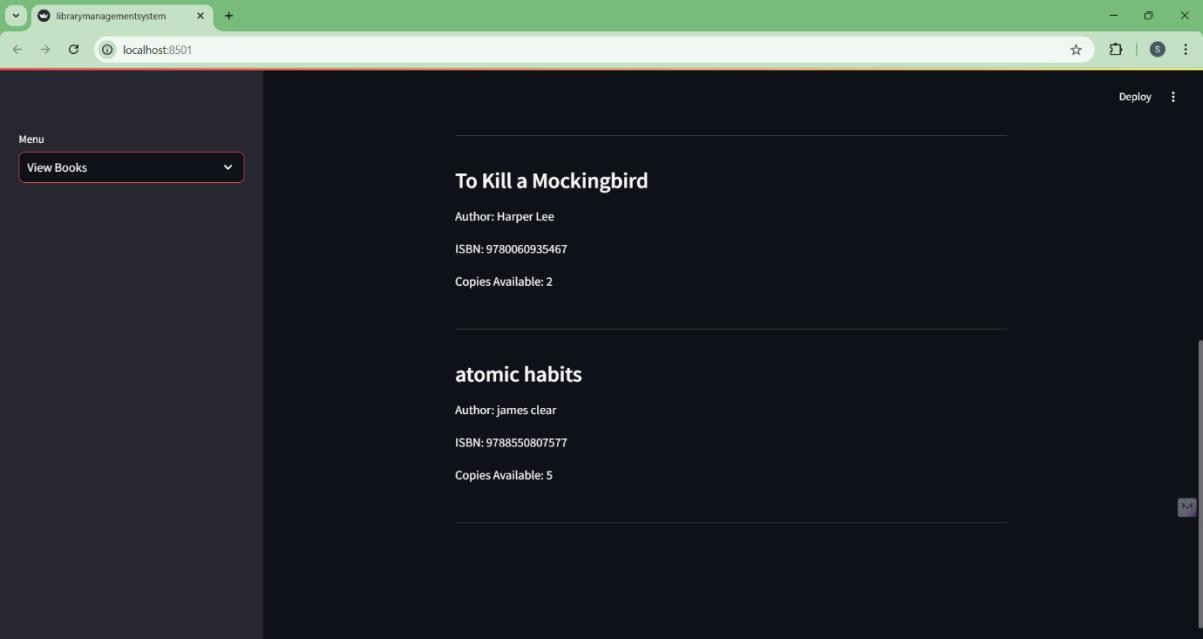 librarymanagementsystem
localhost:8501
S
Deploy
Menu
View Books
To Kill a Mockingbird
Author: Harper Lee
ISBN: 9780060935467
Copies Available: 2
atomic habits
Author: james clear
ISBN: 9788550807577
Copies Available: 5